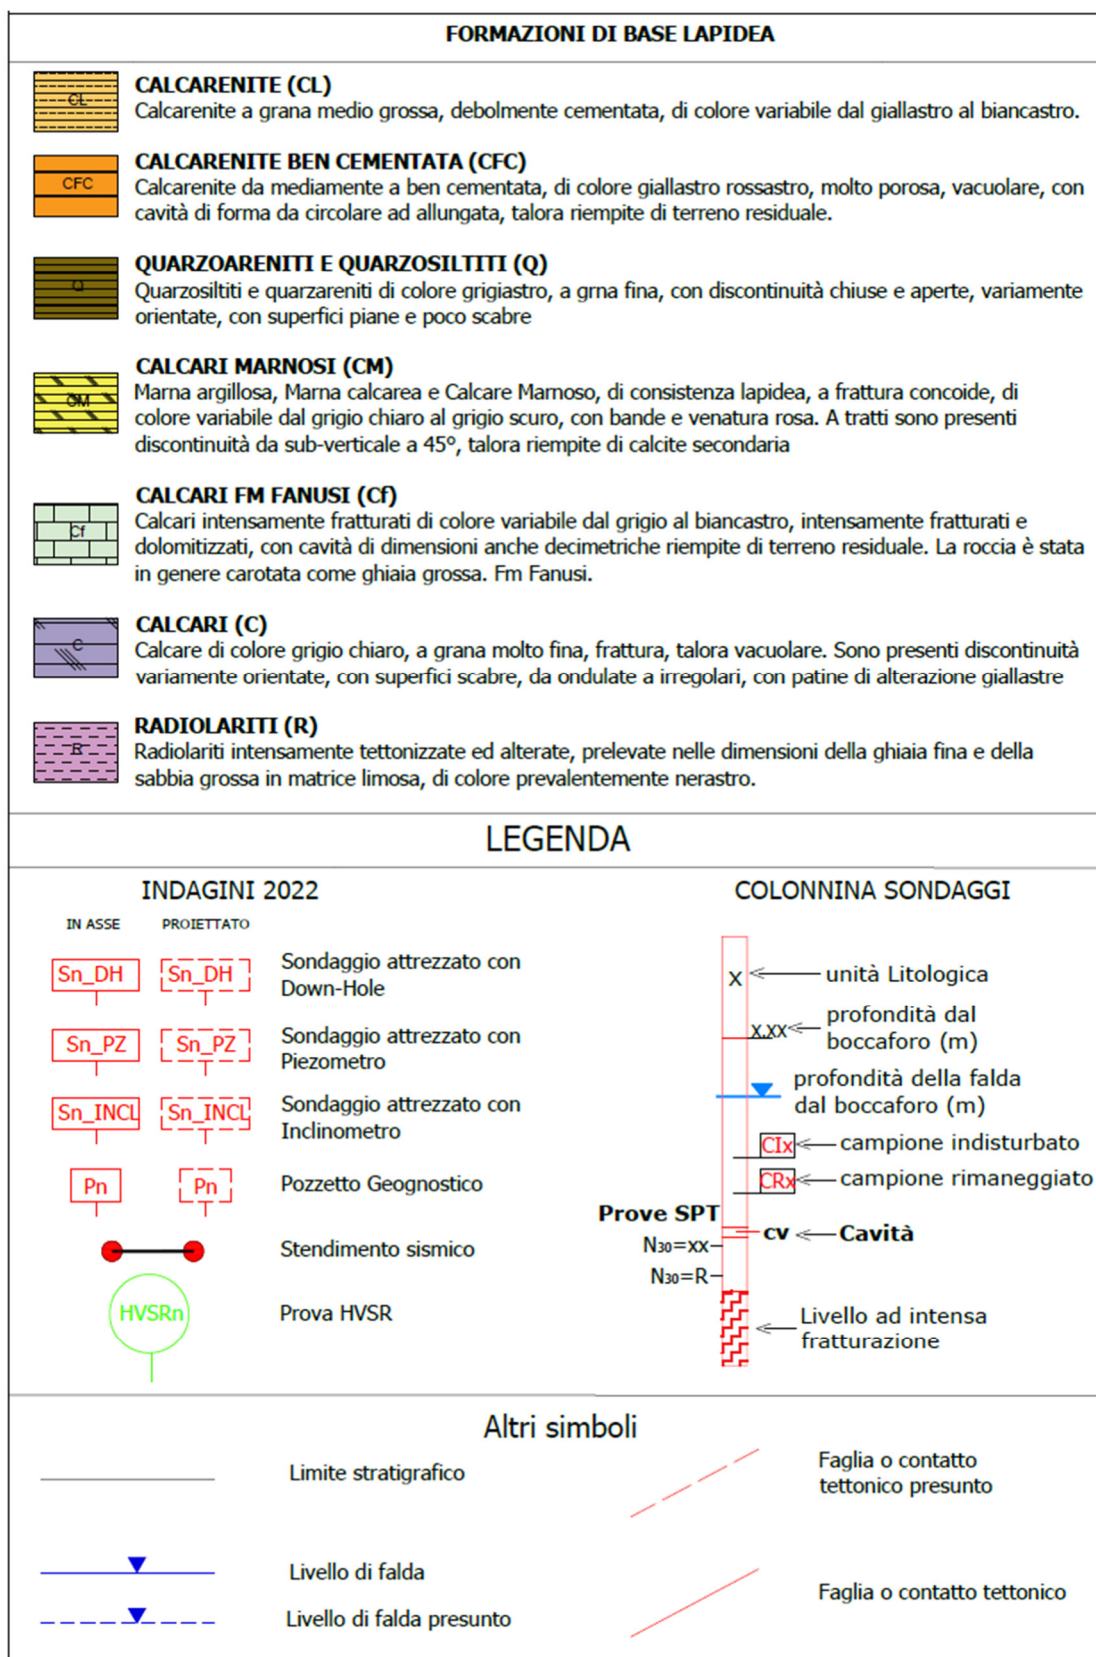 FORMAZIONI DI BASE LAPIDEA
CL
CALCARENITE (CL)
Calcarenite a grana medio grossa, debolmente cementata, di colore variabile dal giallastro al biancastro.
CFC
CALCARENITE BEN CEMENTATA (CFC)
Calcarenite da mediamente a ben cementata, di colore giallastro rossastro, molto porosa, vacuolare, con
cavità di forma da circolare ad allungata, talora riempite di terreno residuale.
Q
QUARZOARENITI E QUARZOSILTITI (Q)
Quarzosiltiti e quarzareniti di colore grigiastro, a grna fina, con discontinuità chiuse e aperte, variamente
orientate, con superfici piane e poco scabre
CM
CALCARI MARNOSI (CM)
Marna argillosa, Marna calcarea e Calcare Marnoso, di consistenza lapidea, a frattura concoide, di
colore variabile dal grigio chiaro al grigio scuro, con bande e venatura rosa. A tratti sono presenti
discontinuità da sub-verticale a 45°, talora riempite di calcite secondaria
Cf
CALCARI FM FANUSI (Cf)
Calcari intensamente fratturati di colore variabile dal grigio al biancastro, intensamente fratturati e
dolomitizzati, con cavità di dimensioni anche decimetriche riempite di terreno residuale. La roccia è stata
in genere carotata come ghiaia grossa. Fm Fanusi.
C
CALCARI (C)
Calcare di colore grigio chiaro, a grana molto fina, frattura, talora vacuolare. Sono presenti discontinuità
variamente orientate, con superfici scabre, da ondulate a irregolari, con patine di alterazione giallastre
R
RADIOLARITI (R)
Radiolariti intensamente tettonizzate ed alterate, prelevate nelle dimensioni della ghiaia fina e della
sabbia grossa in matrice limosa, di colore prevalentemente nerastro.
LEGENDA
INDAGINI 2022
IN ASSE PROIETTATO
Sn_DH Sn_DH Sondaggio attrezzato con
Down-Hole
Sn_PZ Sn_PZ Sondaggio attrezzato con
Piezometro
Sn_INCL Sn_INCL Sondaggio attrezzato con
Inclinometro
Pn Pn Pozzetto Geognostico
Stendimento sismico
HVSRn Prova HVSR
COLONNINA SONDAGGI
X unità Litologica
X,XX profondità dal
boccaforo (m)
profondità della falda
dal boccaforo (m)
CIx campione indisturbato
CRx campione rimaneggiato
Prove SPT
cv Cavità
N30=xx
N30=R
Livello ad intensa
fratturazione
Altri simboli
Limite stratigrafico
Faglia o contatto
tettonico presunto
Livello di falda
Livello di falda presunto
Faglia o contatto tettonico